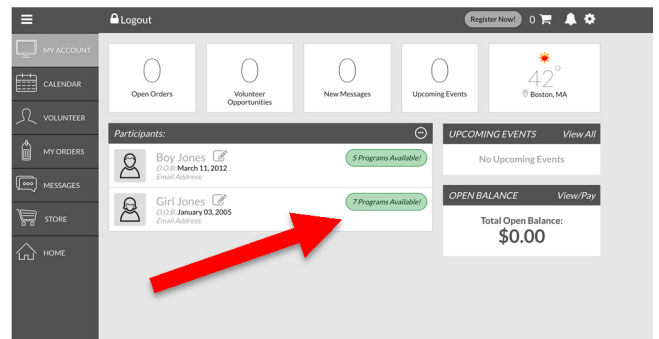 Logout
Register Now!
0
MY ACCOUNT
CALENDAR
VOLUNTEER
MY ORDERS
MESSAGES
STORE
HOME
0
Open Orders
0
Volunteer
Opportunities
0
New Messages
0
Upcoming Events
42°
Boston, MA
Participants:
Boy Jones
D.O.B: March 11, 2012
Email Address:
5 Programs Available!
Girl Jones
D.O.B: January 03, 2005
Email Address:
7 Programs Available!
UPCOMING EVENTS View All
No Upcoming Events
OPEN BALANCE View/Pay
Total Open Balance:
$0.00